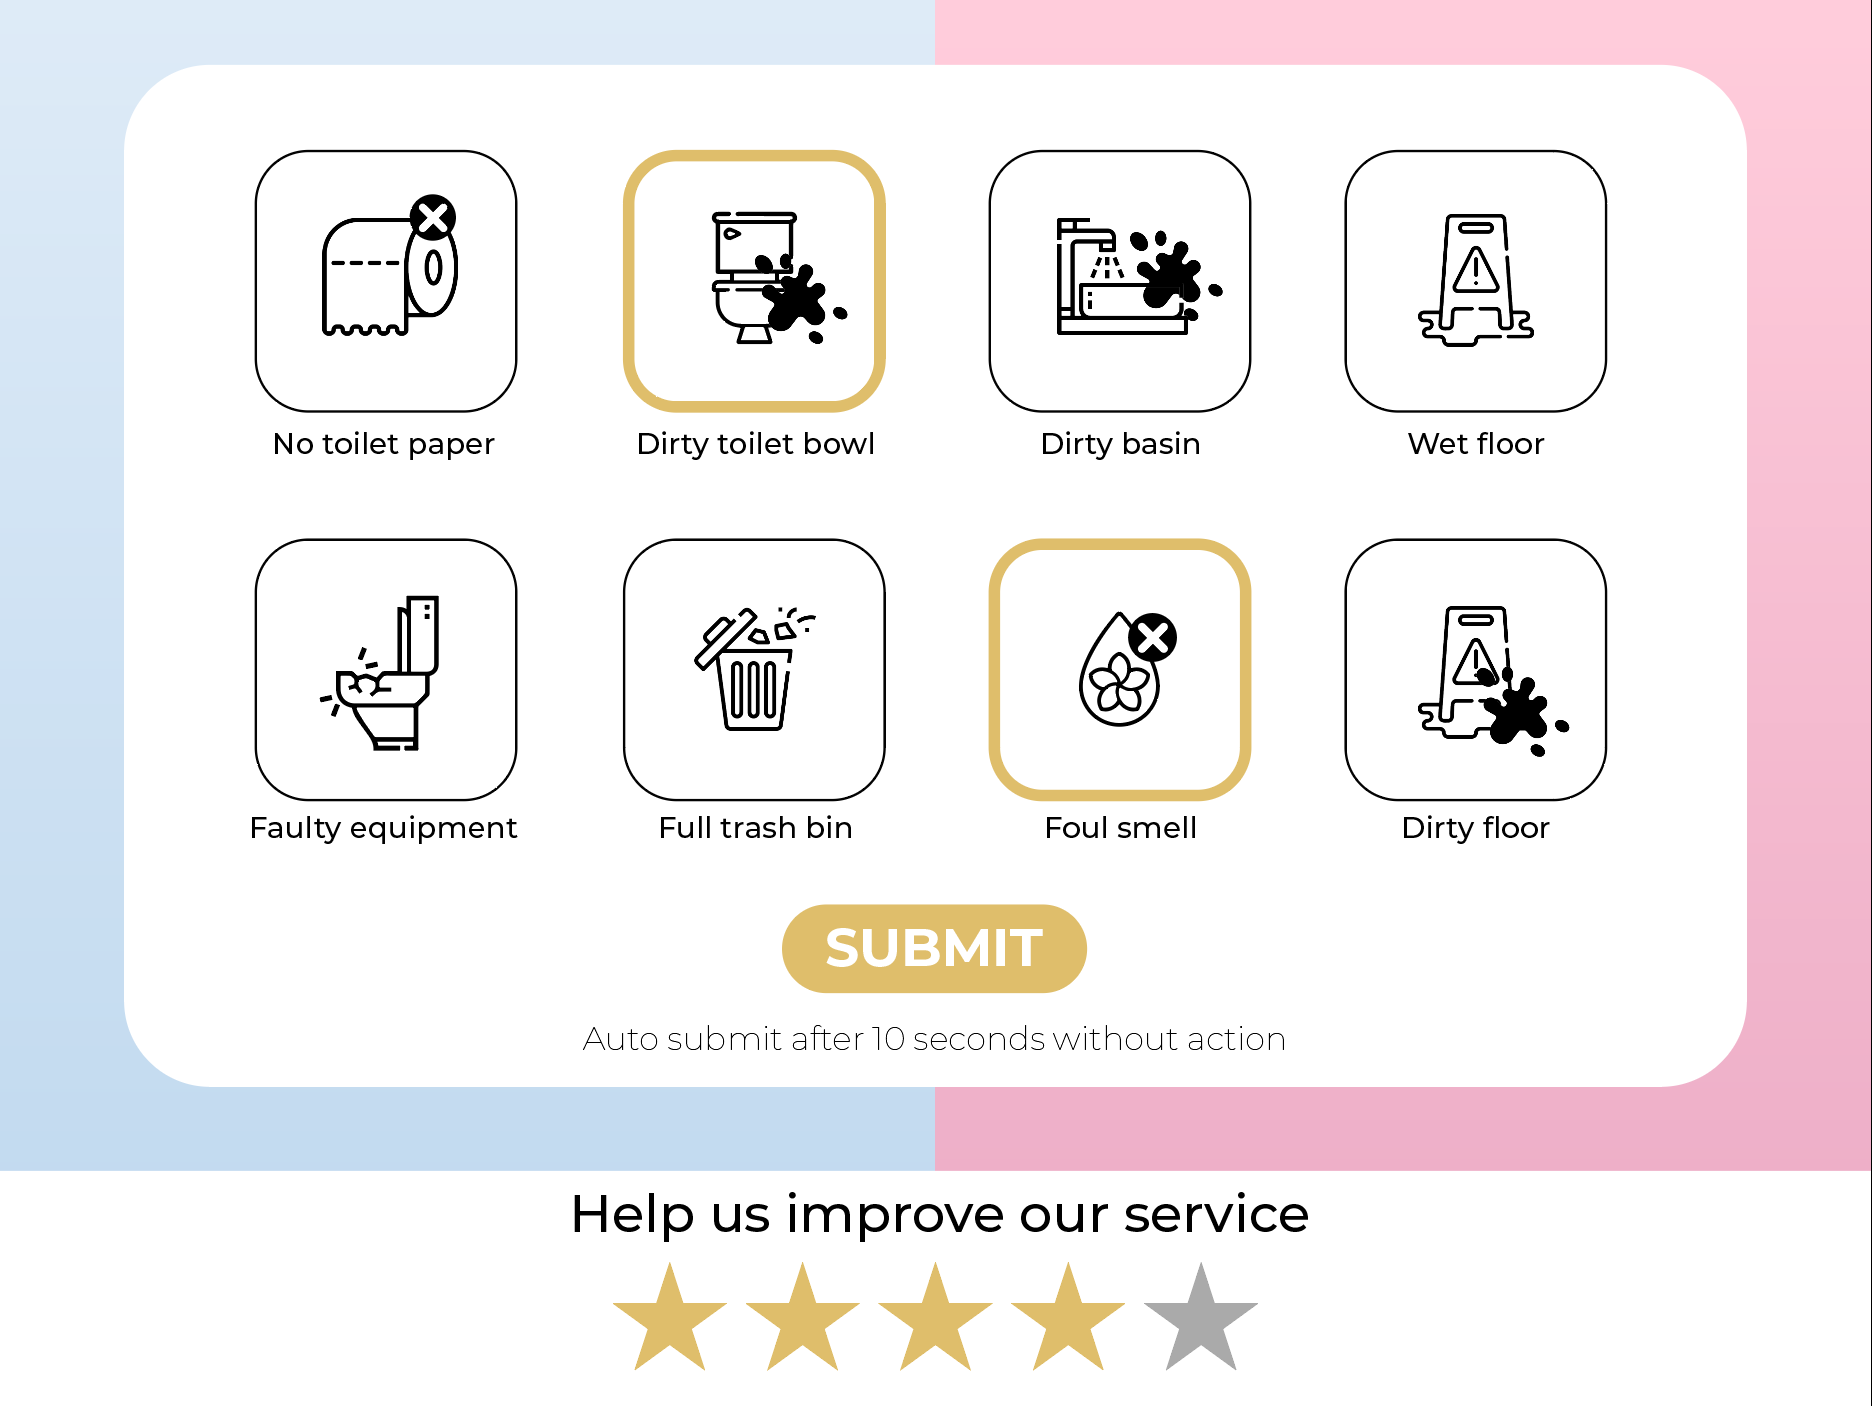 No toilet paper
Dirty toilet bowl
Dirty basin
Wet floor
Faulty equipment
Full trash bin
Foul smell
Dirty floor
SUBMIT
Auto submit after 10 seconds without action
Help us improve our service